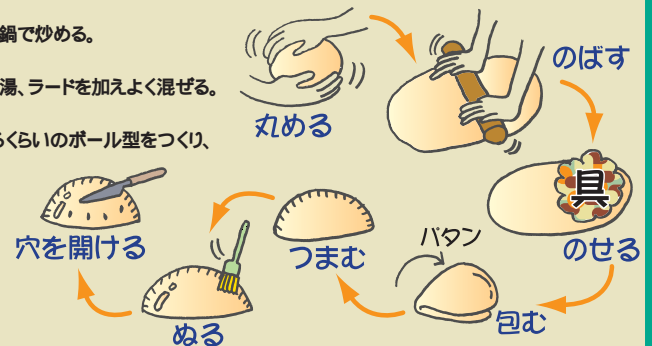 鍋で炒める。
湯、ラードを加えよく混ぜる。
くらいのボール型をつくり、
丸める
のばす
具
のせる
パタン
包む
つまむ
ぬる
穴を開ける